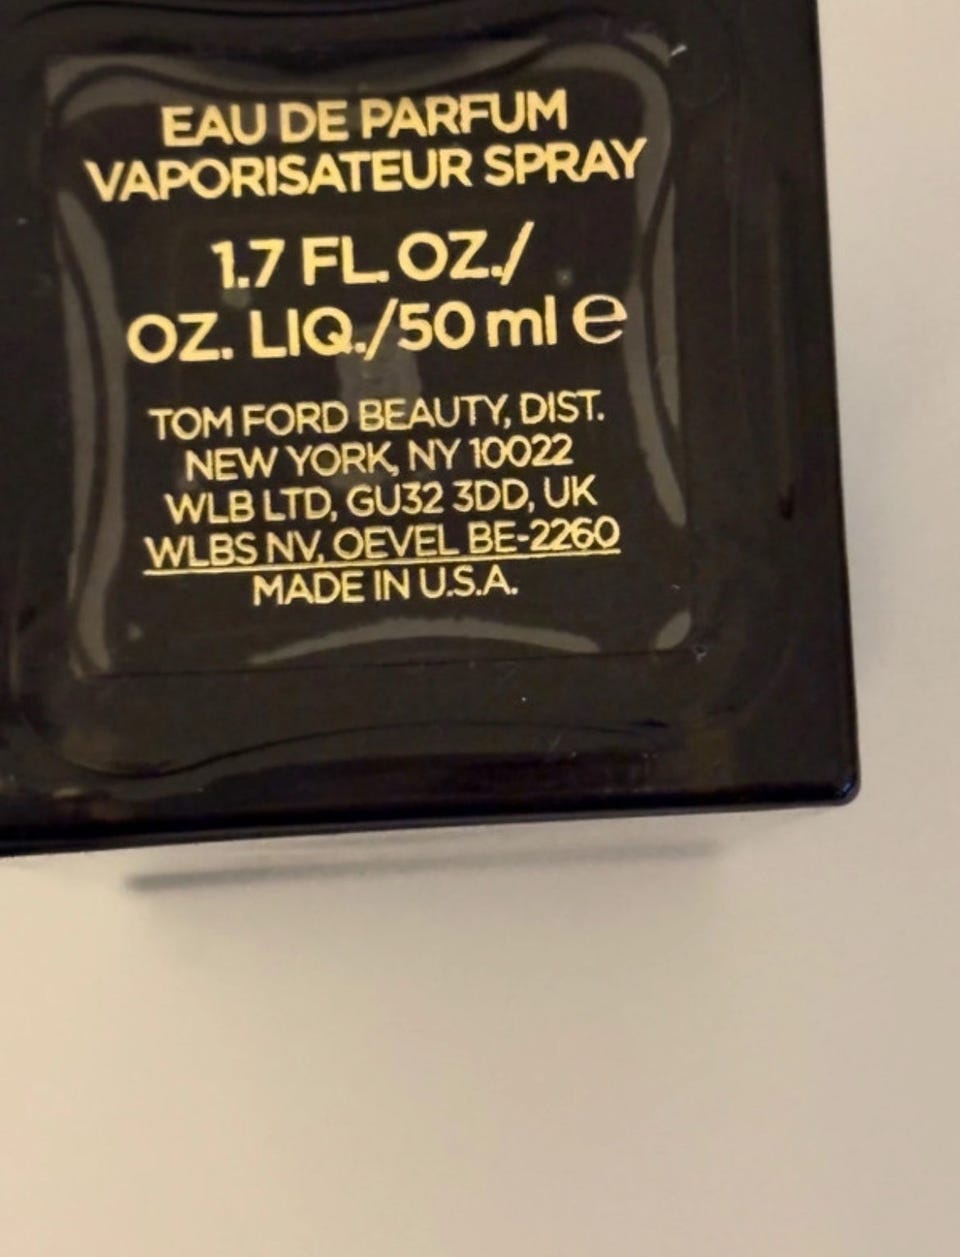 EAU DE PARFUM
VAPORISATEUR SPRAY
1.7 FL. OZ./
OZ. LIQ./50 ml e
TOM FORD BEAUTY, DIST.
NEW YORK, NY 10022
WLB LTD, GU32 3DD, UK
WLBS NV, OEVEL BE-2260
MADE IN U.S.A.